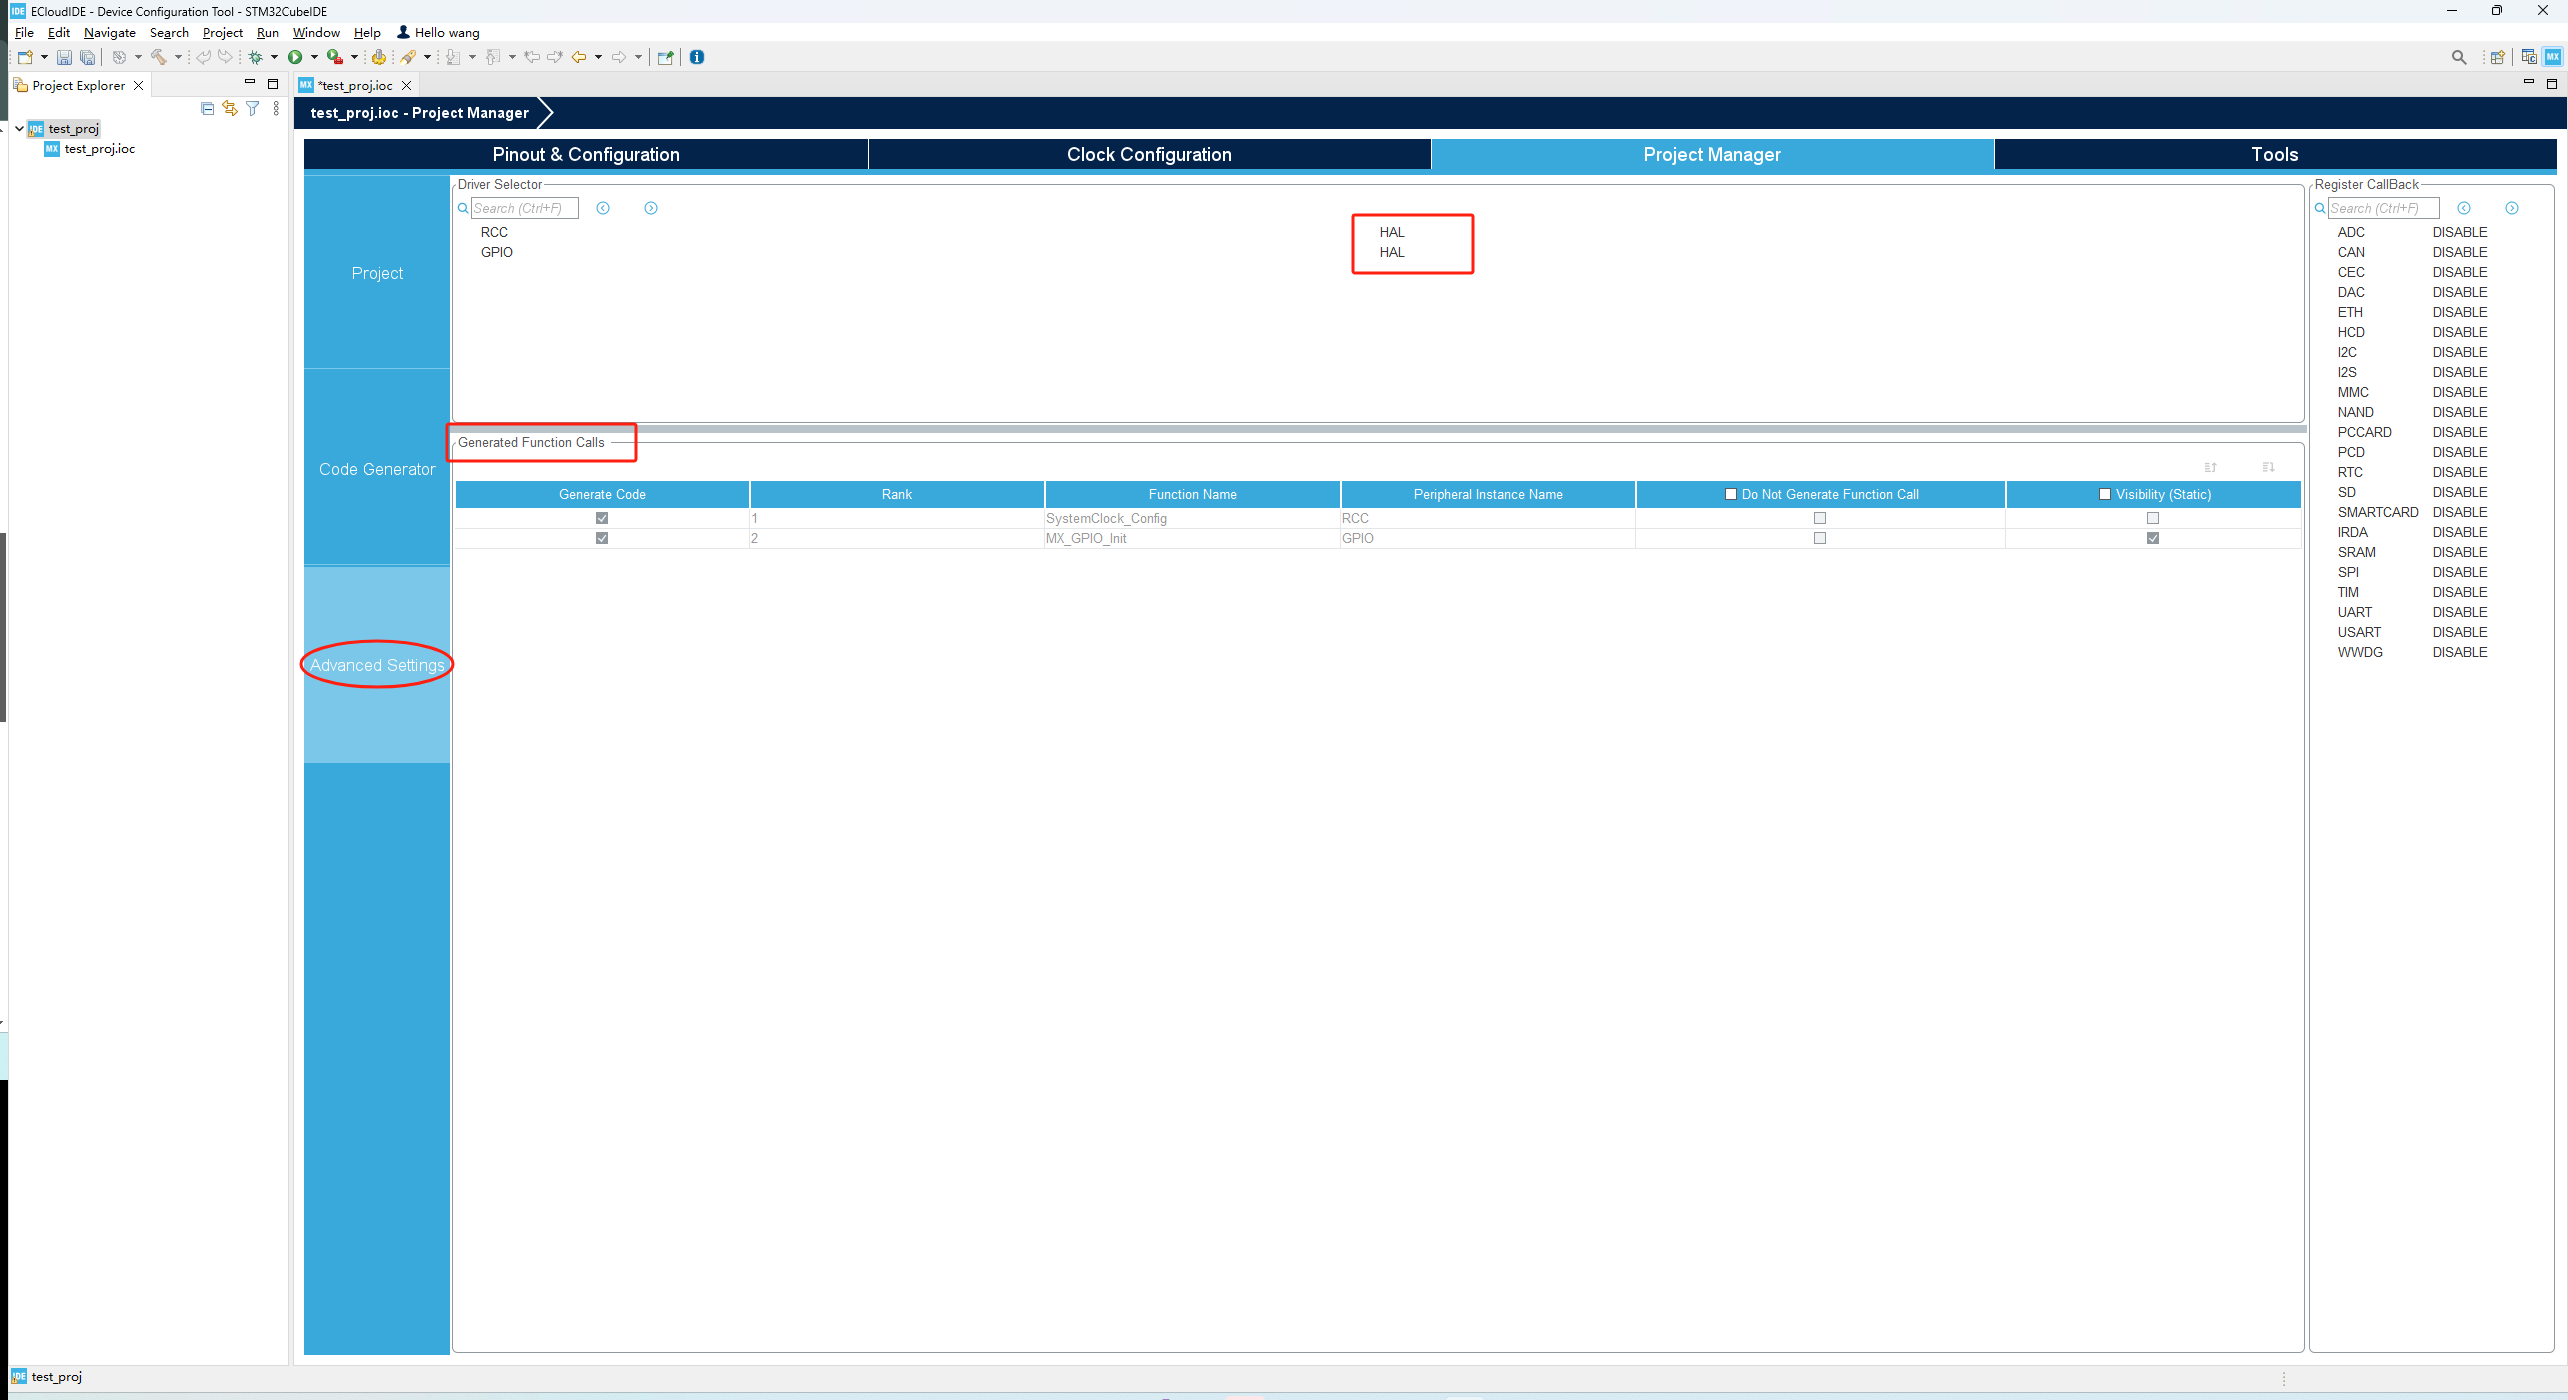 IDE ECloudIDE - Device Configuration Tool - STM32CubeIDE
File Edit Navigate Search Project Run Window Help Hello wang
Project Explorer
MX *test_proj.ioc
test_proj.ioc - Project Manager
IDE test_proj
MX test_proj.ioc
Pinout & Configuration Clock Configuration Project Manager Tools
Project
Code Generator
Advanced Settings
Driver Selector
Search (Ctrl+F)
RCC HAL
GPIO HAL
Generated Function Calls
Generate Code Rank Function Name Peripheral Instance Name Do Not Generate Function Call Visibility (Static)
1 SystemClock_Config RCC
2 MX_GPIO_Init GPIO
Register CallBack
Search (Ctrl+F)
ADC DISABLE
CAN DISABLE
CEC DISABLE
DAC DISABLE
ETH DISABLE
HCD DISABLE
I2C DISABLE
I2S DISABLE
MMC DISABLE
NAND DISABLE
PCCARD DISABLE
PCD DISABLE
RTC DISABLE
SD DISABLE
SMARTCARD DISABLE
IRDA DISABLE
SRAM DISABLE
SPI DISABLE
TIM DISABLE
UART DISABLE
USART DISABLE
WWDG DISABLE
IDE test_proj
MX